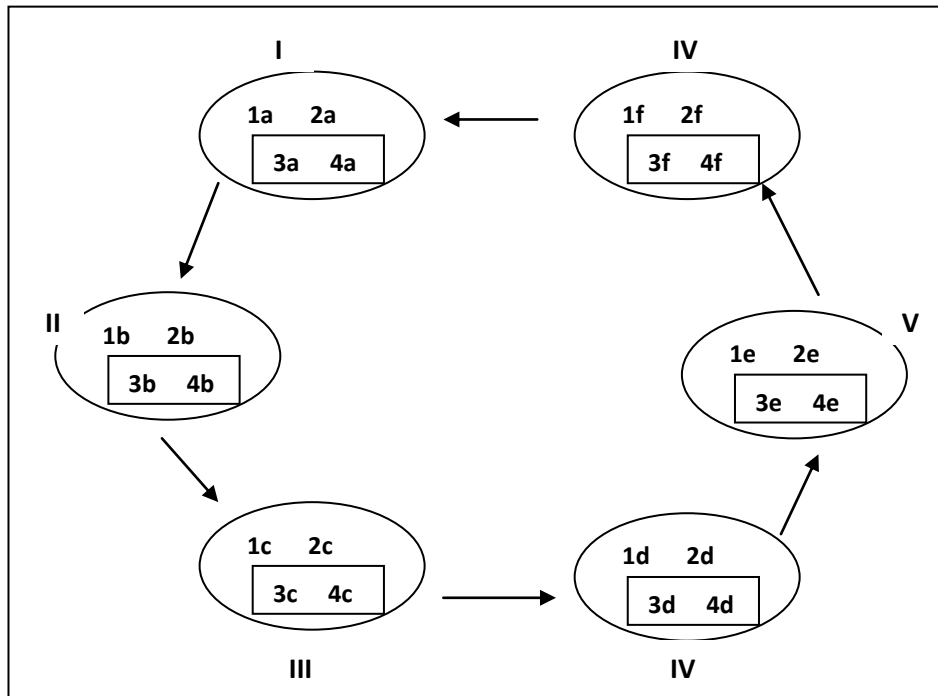 I
IV
1a 2a
3a 4a
1f 2f
3f 4f
II
V
1b 2b
3b 4b
1e 2e
3e 4e
1c 2c
3c 4c
1d 2d
3d 4d
III
IV